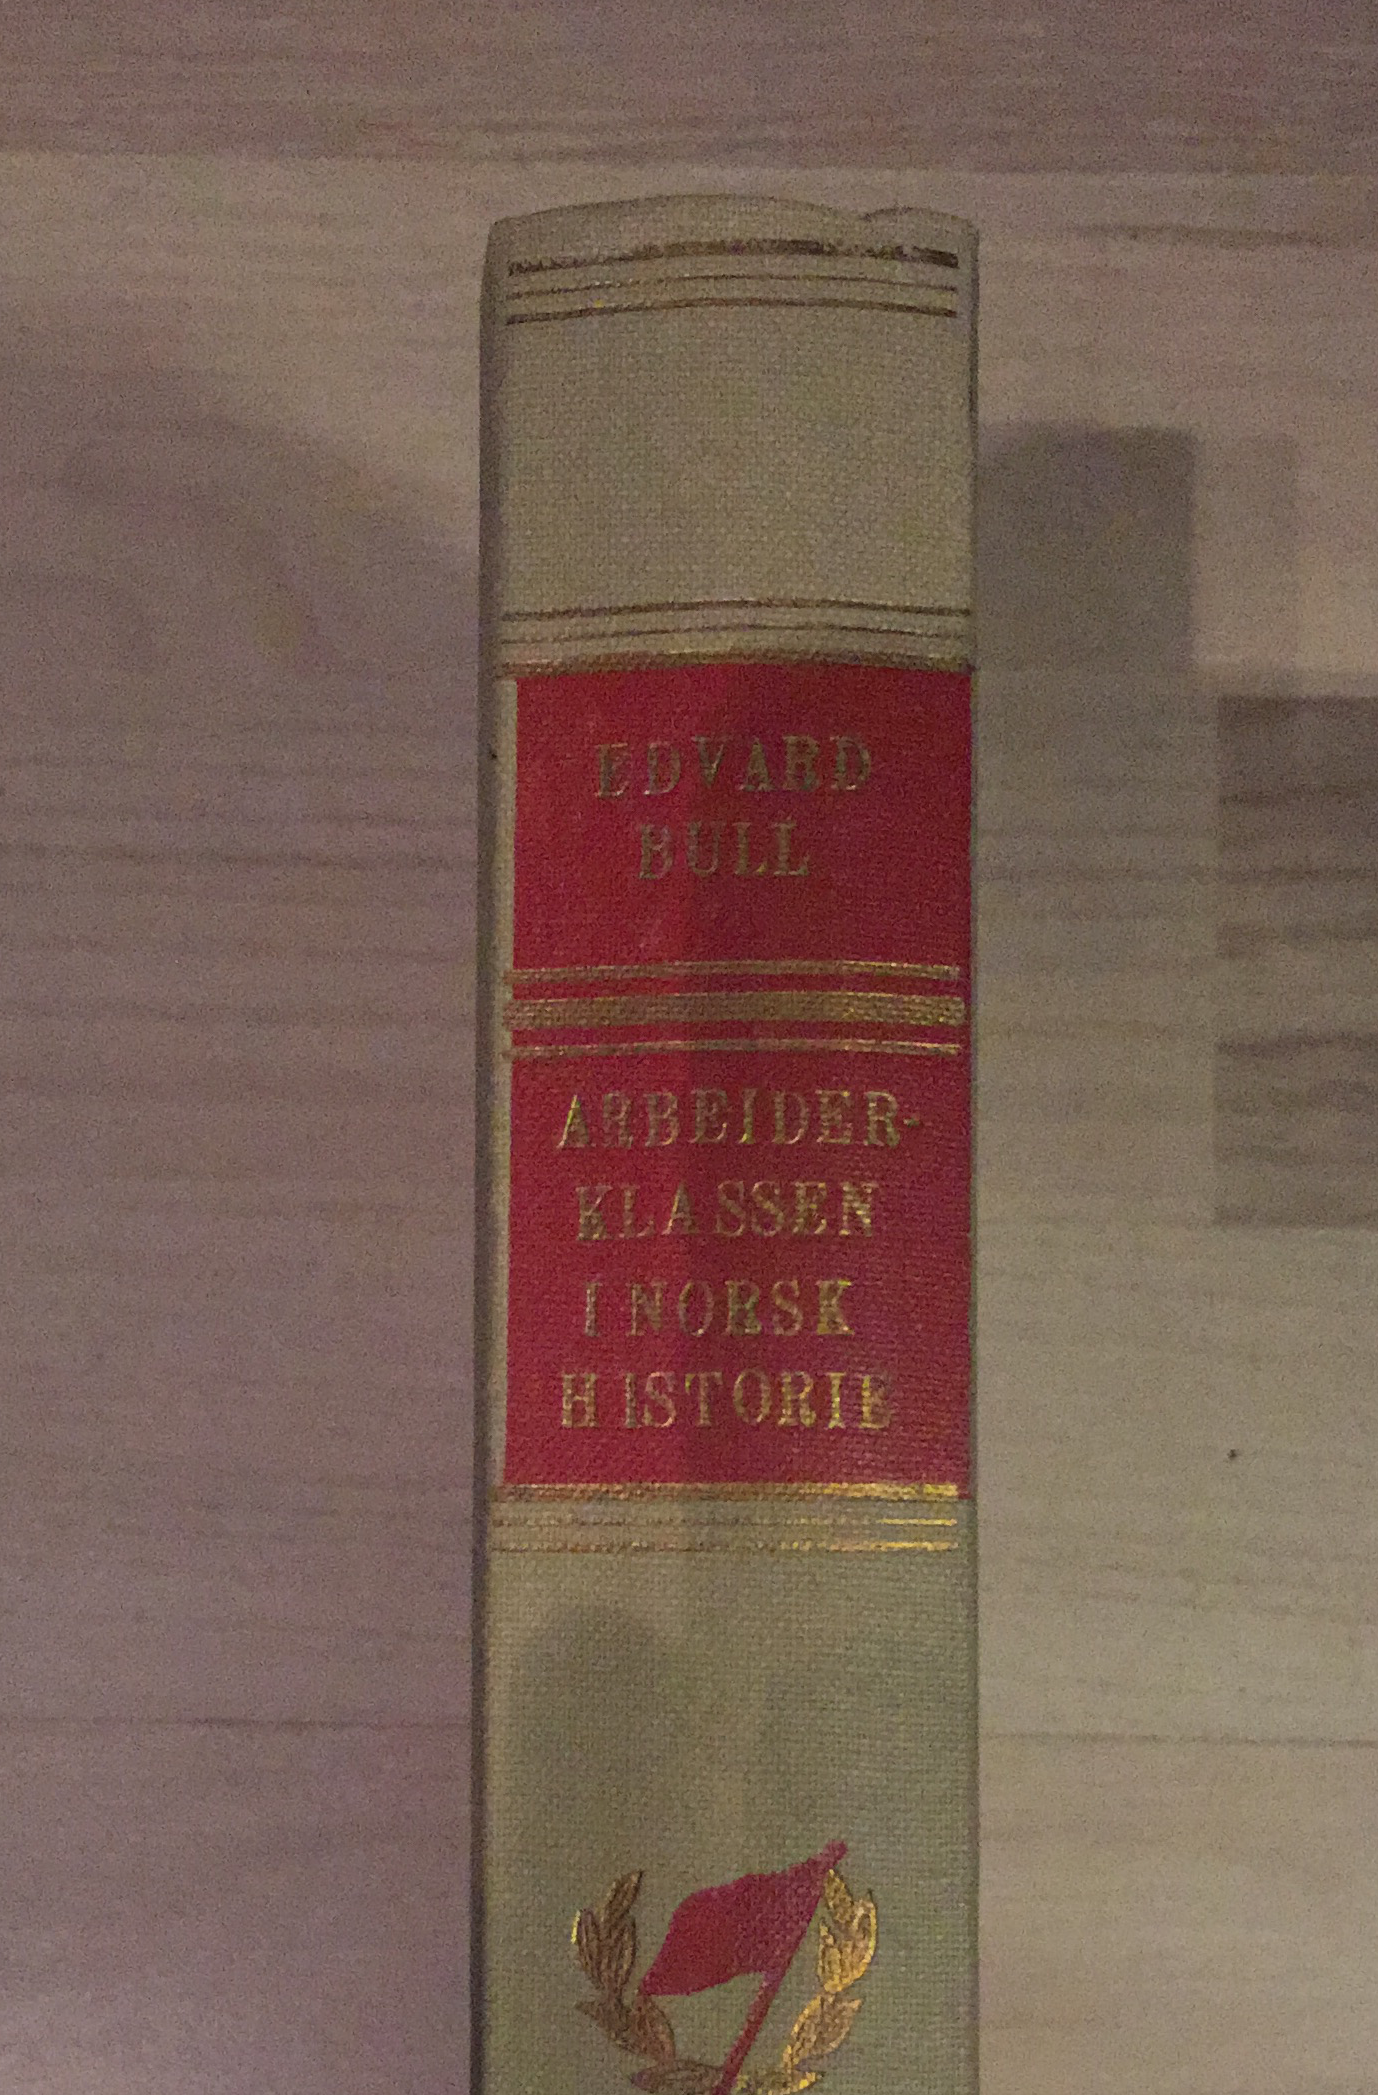 EDVARD
BULL
ARBEIDER-
KLASSEN
I NORSK
HISTORIE